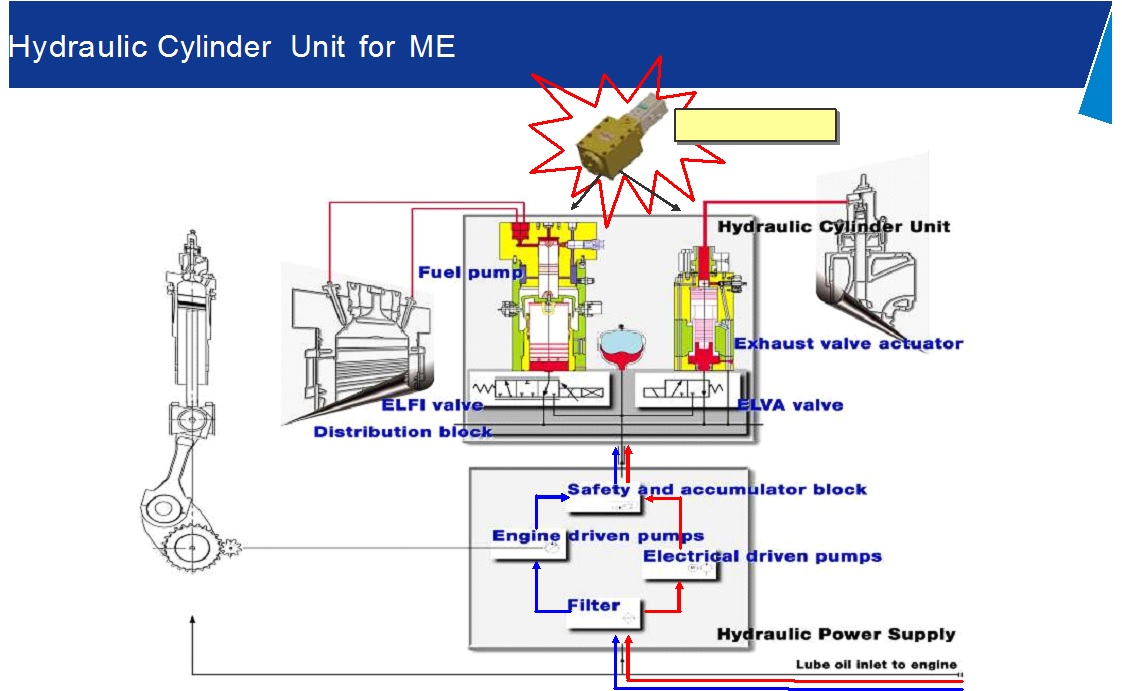 Hydraulic Cylinder Unit for ME
Hydraulic Cylinder Unit
Fuel pump
Exhaust valve actuator
ELFI valve
ELVA valve
Distribution block
Safety and accumulator block
Engine driven pumps
Electrical driven pumps
Filter
Hydraulic Power Supply
Lube oil inlet to engine